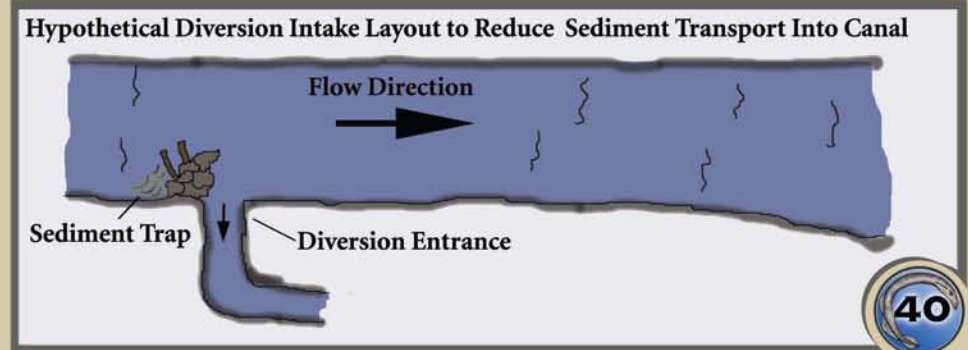 Hypothetical Diversion Intake Layout to Reduce Sediment Transport Into Canal
Flow Direction
Sediment Trap
Diversion Entrance
40